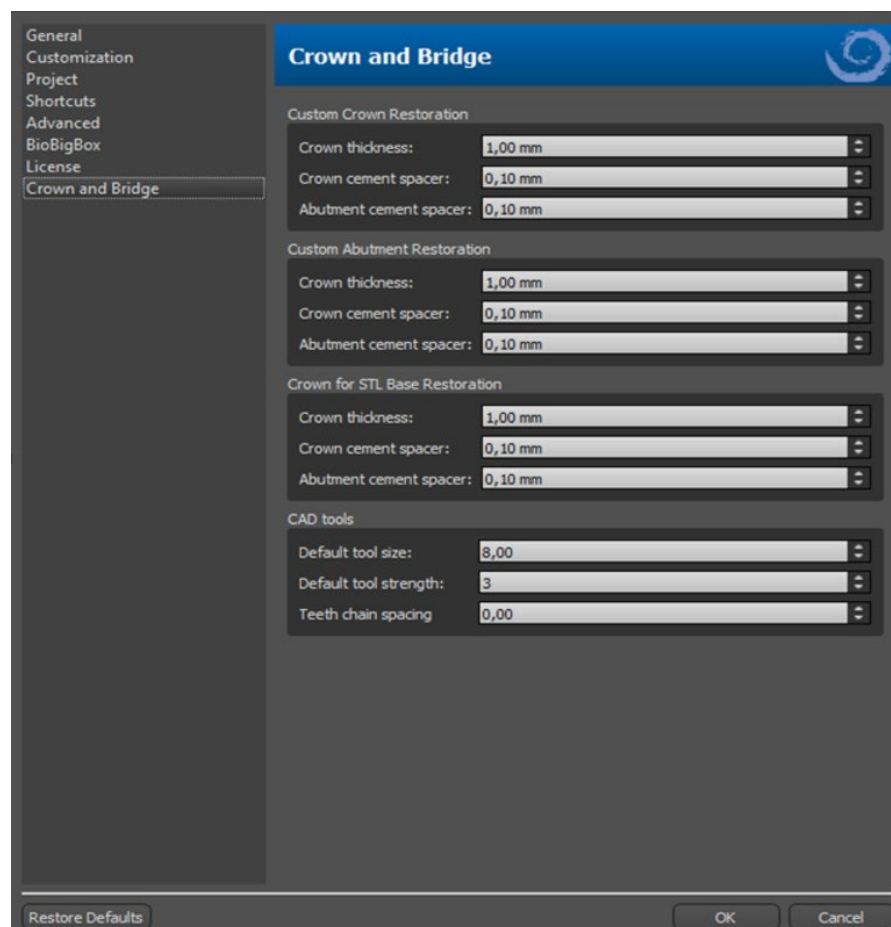 General
Customization
Project
Shortcuts
Advanced
BioBigBox
License
Crown and Bridge
Crown and Bridge
Custom Crown Restoration
Crown thickness: 1,00 mm
Crown cement spacer: 0,10 mm
Abutment cement spacer: 0,10 mm
Custom Abutment Restoration
Crown thickness: 1,00 mm
Crown cement spacer: 0,10 mm
Abutment cement spacer: 0,10 mm
Crown for STL Base Restoration
Crown thickness: 1,00 mm
Crown cement spacer: 0,10 mm
Abutment cement spacer: 0,10 mm
CAD tools
Default tool size: 8,00
Default tool strength: 3
Teeth chain spacing 0,00
Restore Defaults OK Cancel